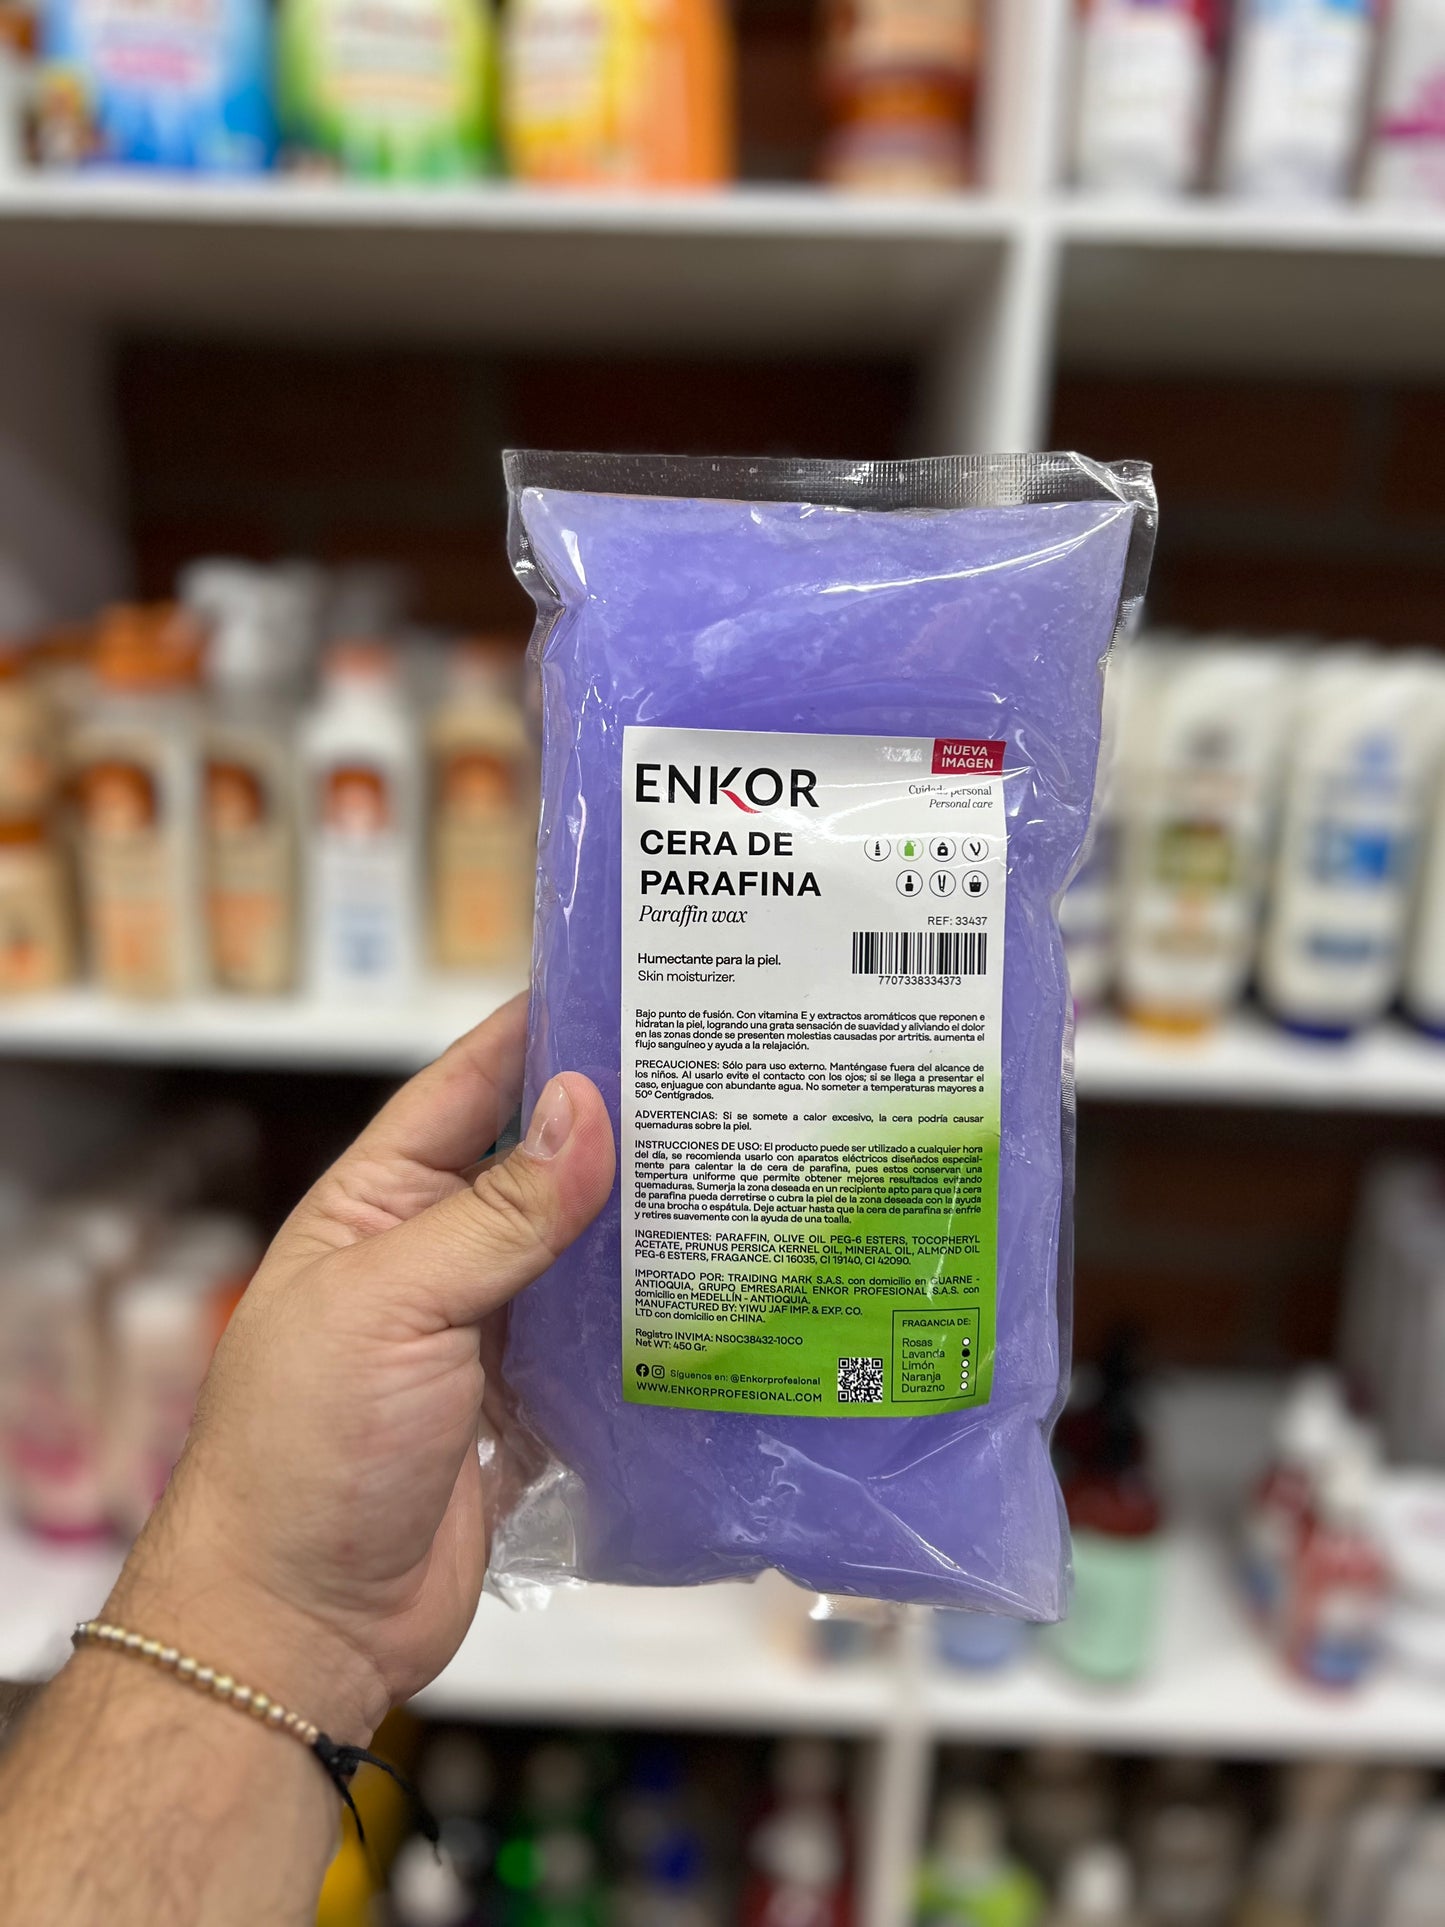 NUEVA
IMAGEN
ENKOR
Cuidado personal
Personal care
CERA DE
PARAFINA
Paraffin wax
REF: 33437
Humectante para la piel.
Skin moisturizer.
7707338334373
Bajo punto de fusión. Con vitamina E y extractos aromáticos que reponen e
hidratan la piel, logrando una grata sensación de suavidad y aliviando el dolor
en las zonas donde se presenten molestias causadas por artritis. aumenta el
flujo sanguíneo y ayuda a la relajación.
PRECAUCIONES: Sólo para uso externo. Manténgase fuera del alcance de
los niños. Al usarlo evite el contacto con los ojos; si se llega a presentar el
caso, enjuague con abundante agua. No someter a temperaturas mayores a
50º Centígrados.
ADVERTENCIAS: Si se somete a calor excesivo, la cera podría causar
quemaduras sobre la piel.
INSTRUCCIONES DE USO: El producto puede ser utilizado a cualquier hora
del día, se recomienda usarlo con aparatos eléctricos diseñados especial-
mente para calentar la de cera de parafina, pues estos conservan una
tempertura uniforme que permite obtener mejores resultados evitando
quemaduras. Sumerja la zona deseada en un recipiente apto para que la cera
de parafina pueda derretirse o cubra la piel de la zona deseada con la ayuda
de una brocha o espátula. Deje actuar hasta que la cera de parafina se enfríe
y retires suavemente con la ayuda de una toalla.
INGREDIENTES: PARAFFIN, OLIVE OIL PEG-6 ESTERS, TOCOPHERYL
ACETATE, PRUNUS PERSICA KERNEL OIL, MINERAL OIL, ALMOND OIL
PEG-6 ESTERS, FRAGANCE. CI 16035, CI 19140, CI 42090.
IMPORTADO POR: TRAIDING MARK S.A.S. con domicilio en GUARNE -
ANTIOQUIA, GRUPO EMRESARIAL ENKOR PROFESIONAL S.A.S. con
domicilio en MEDELLÍN - ANTIOQUIA.
MANUFACTURED BY: YIWU JAF IMP. & EXP. CO.
LTD con domicilio en CHINA.
Registro INVIMA: NSOC38432-10CO
Net WT: 450 Gr.
FRAGANCIA DE:
Rosas
Lavanda
Limón
Naranja
Durazno
Síguenos en: @Enkorprofesional
WWW.ENKORPROFESIONAL.COM